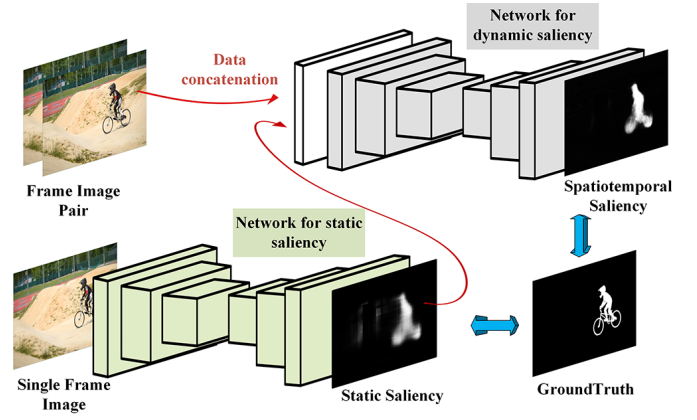 Network for
dynamic saliency
Data
concatenation
Frame Image
Pair
Spatiotemporal
Saliency
Network for static
saliency
Single Frame
Image
Static Saliency
GroundTruth